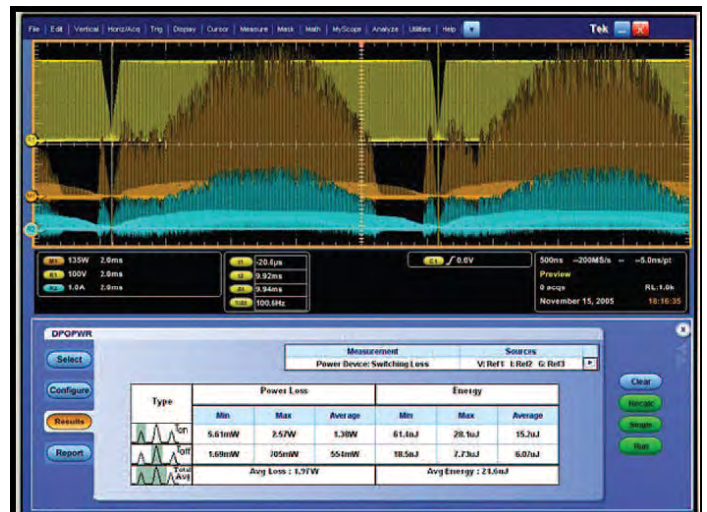 File | Edit | Vertical | Horiz/Acq | Trig | Display | Cursor | Measure | Mask | Math | MyScope | Analyze | Utilities | Help
Tek
M1 135W 2.0ms
R1 100V 2.0ms
R2 1.0A 2.0ms
t1 -20.6µs
t2 9.92ms
Δt 9.94ms
1/Δt 100.6Hz
C1 / 0.0V
500ns 200MS/s 5.0ns/pt
Preview
0 acqs RL:1.0k
November 15, 2005 18:16:35
DPOPWR
Select
Configure
Results
Report
Measurement Sources
Power Device: Switching Loss V: Ref1 I: Ref2 G: Ref3
Type Power Loss Energy
Min Max Average Min Max Average
Ton 5.61mW 2.57W 1.38W 28.1uJ 15.2uJ
Toff 1.69mW 705mW 554mW 7.73uJ 6.07uJ
Total Avg Avg Loss : 1.97W Avg Energy : 21.6uJ
Clear
Recalc
Single
Run